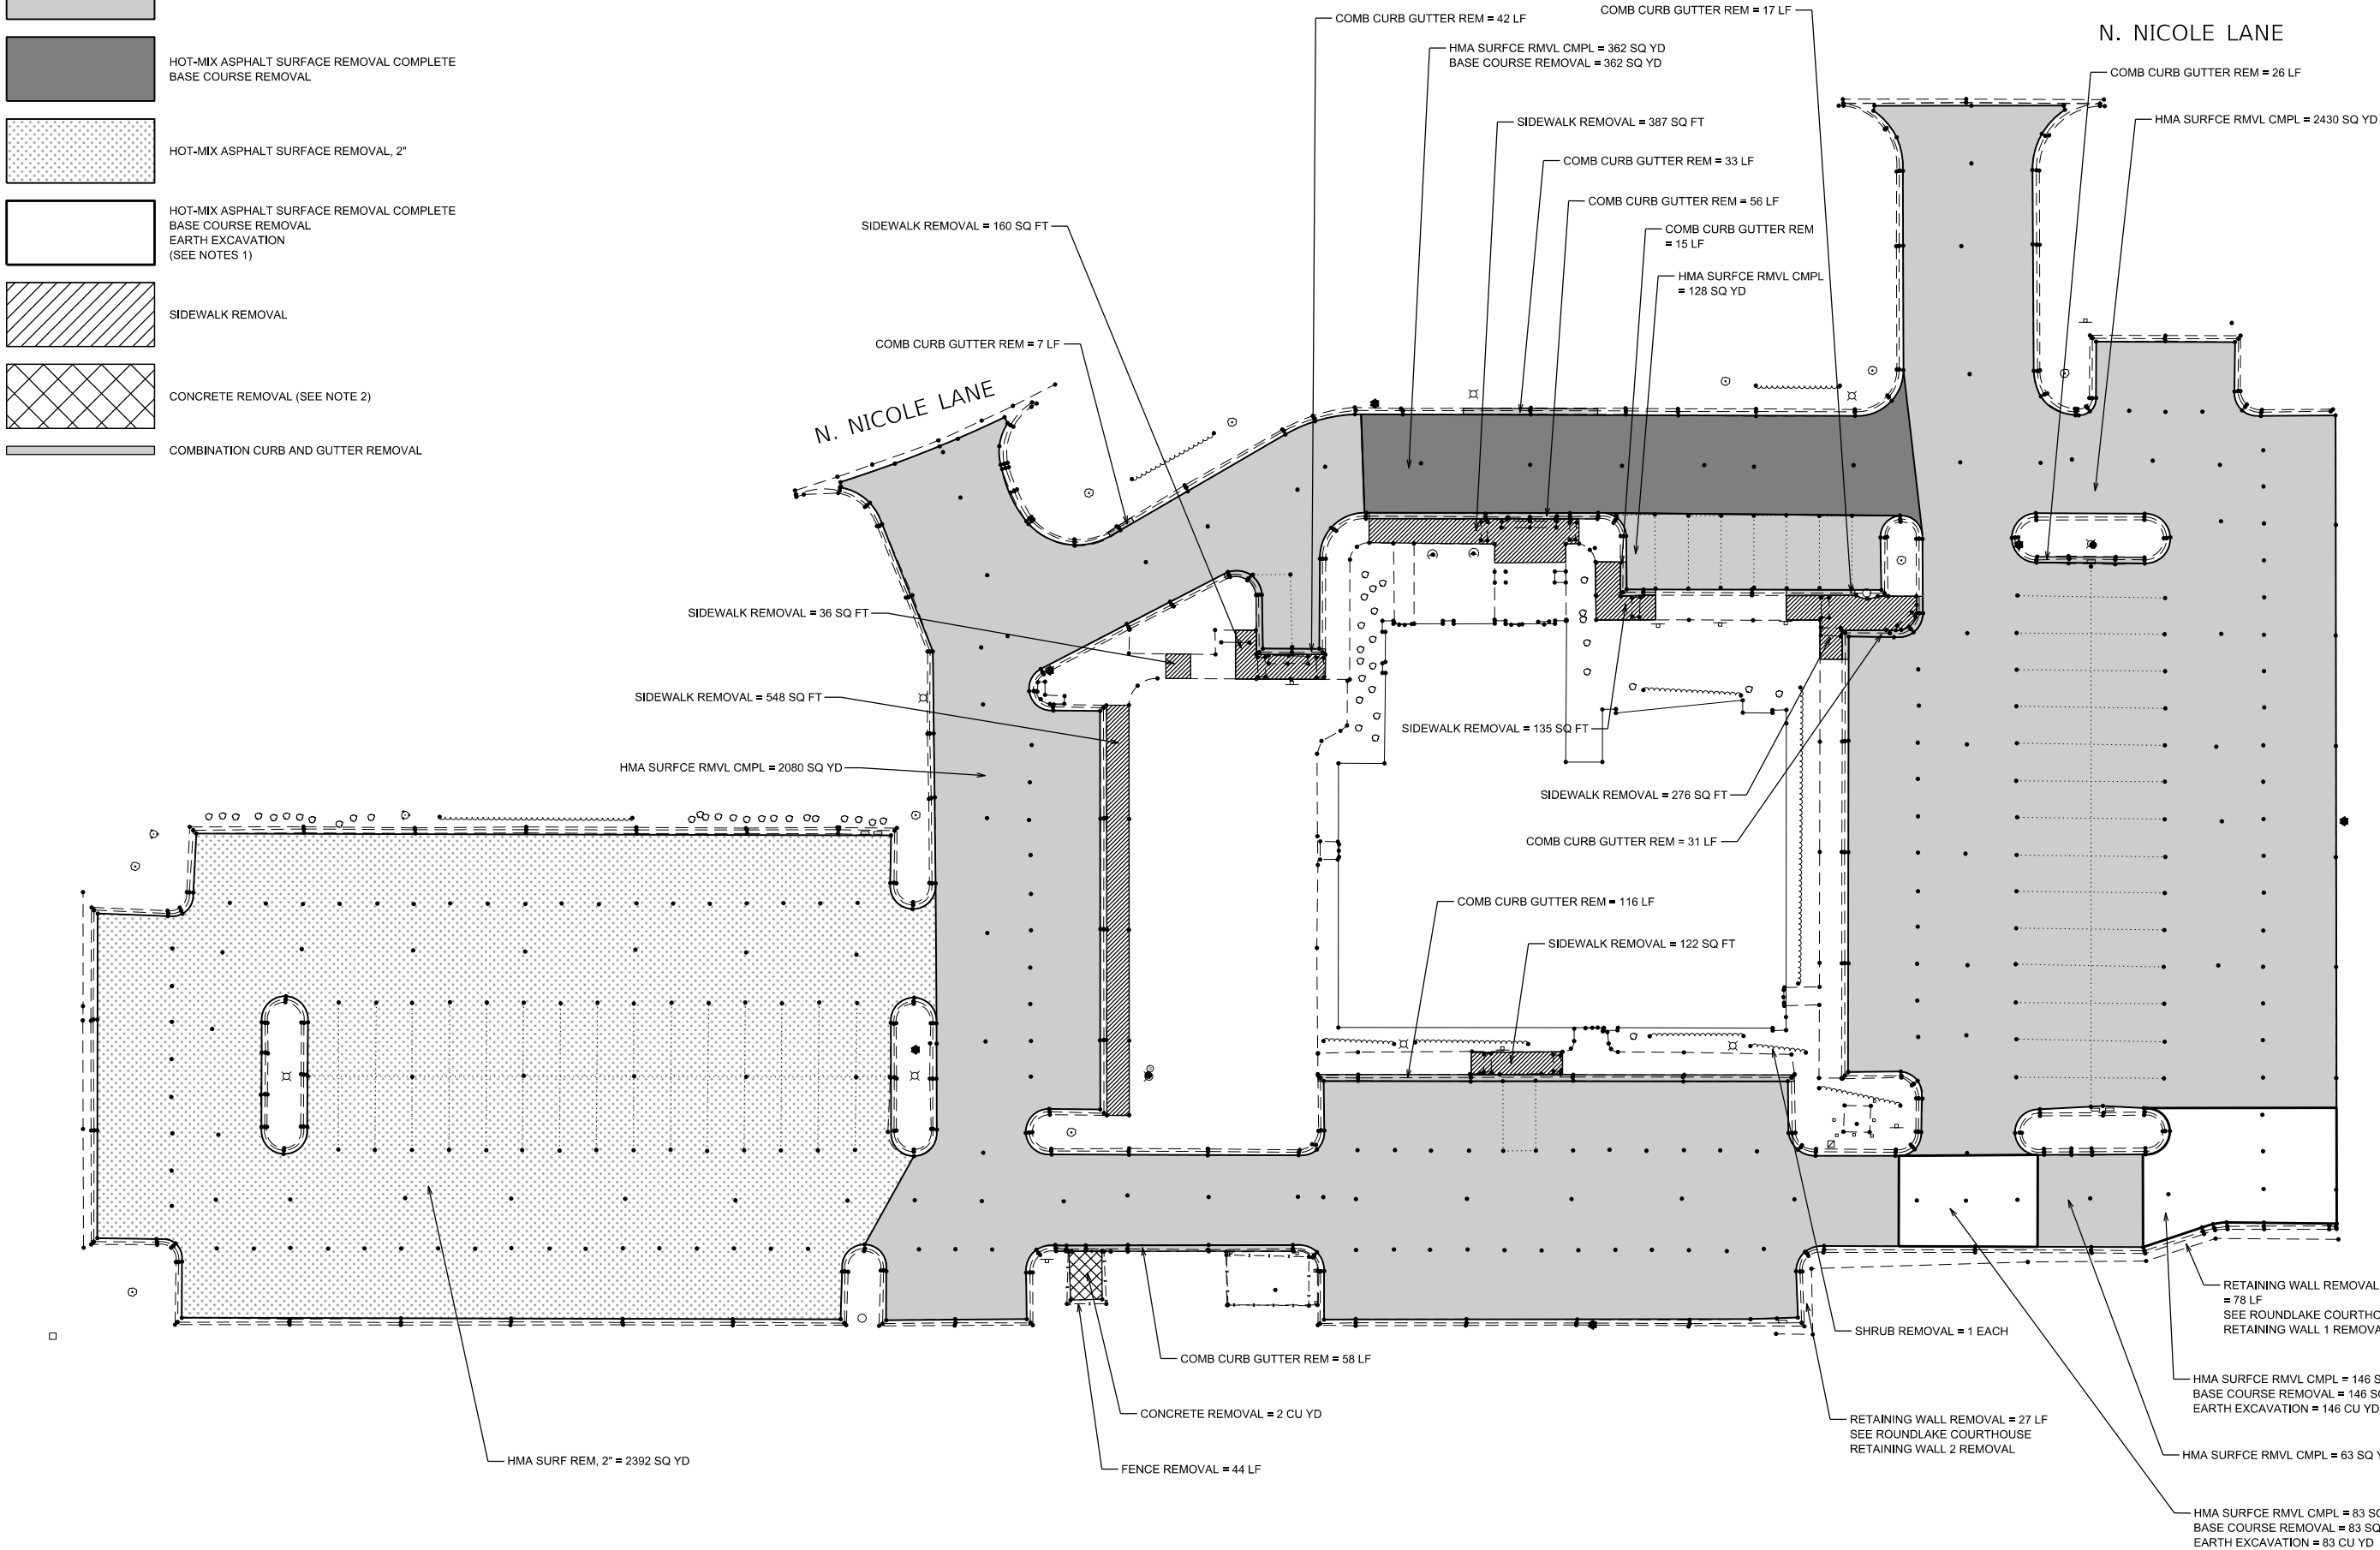 HOT-MIX ASPHALT SURFACE REMOVAL COMPLETE
BASE COURSE REMOVAL
HOT-MIX ASPHALT SURFACE REMOVAL, 2"
HOT-MIX ASPHALT SURFACE REMOVAL COMPLETE
BASE COURSE REMOVAL
EARTH EXCAVATION
(SEE NOTES 1)
SIDEWALK REMOVAL
CONCRETE REMOVAL (SEE NOTE 2)
COMBINATION CURB AND GUTTER REMOVAL
COMB CURB GUTTER REM = 42 LF
COMB CURB GUTTER REM = 17 LF
N. NICOLE LANE
HMA SURFCE RMVL CMPL = 362 SQ YD
BASE COURSE REMOVAL = 362 SQ YD
COMB CURB GUTTER REM = 26 LF
SIDEWALK REMOVAL = 387 SQ FT
HMA SURFCE RMVL CMPL = 2430 SQ YD
COMB CURB GUTTER REM = 33 LF
COMB CURB GUTTER REM = 56 LF
SIDEWALK REMOVAL = 160 SQ FT
COMB CURB GUTTER REM
= 15 LF
HMA SURFCE RMVL CMPL
= 128 SQ YD
COMB CURB GUTTER REM = 7 LF
N. NICOLE LANE
SIDEWALK REMOVAL = 36 SQ FT
SIDEWALK REMOVAL = 548 SQ FT
SIDEWALK REMOVAL = 135 SQ FT
HMA SURFCE RMVL CMPL = 2080 SQ YD
SIDEWALK REMOVAL = 276 SQ FT
COMB CURB GUTTER REM = 31 LF
COMB CURB GUTTER REM = 116 LF
SIDEWALK REMOVAL = 122 SQ FT
RETAINING WALL REMOVAL
= 78 LF
SEE ROUNDLAKE
RETAINING WALL 1
SHRUB REMOVAL = 1 EACH
COMB CURB GUTTER REM = 58 LF
HMA SURFCE RMVL CMPL = 146
BASE COURSE REMOVAL = 146
EARTH EXCAVATION = 146 CU YD
CONCRETE REMOVAL = 2 CU YD
RETAINING WALL REMOVAL = 27 LF
SEE ROUNDLAKE COURTHOUSE
RETAINING WALL 2 REMOVAL
HMA SURFCE RMVL CMPL = 63 SQ
HMA SURF REM, 2" = 2392 SQ YD
FENCE REMOVAL = 44 LF
HMA SURFCE RMVL CMPL = 83
BASE COURSE REMOVAL = 83 SQ
EARTH EXCAVATION = 83 CU YD